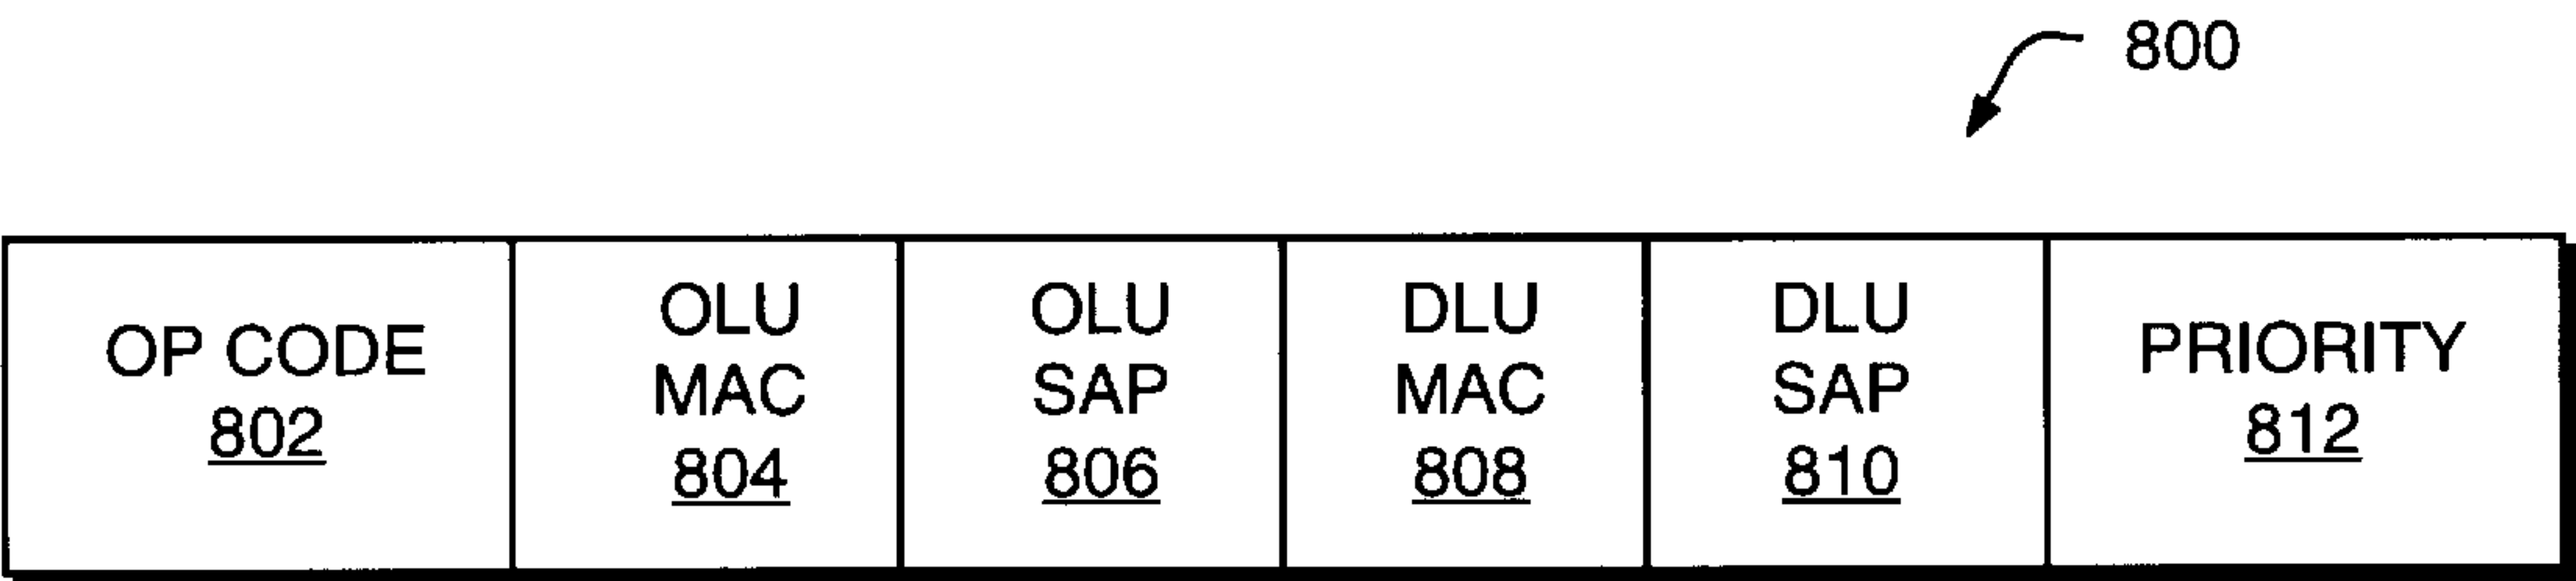 800
OP CODE
802
OLU
MAC
804
OLU
SAP
806
DLU
MAC
808
DLU
SAP
810
PRIORITY
812